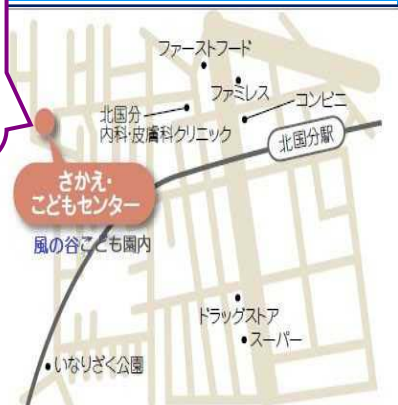 ファーストフード
ファミレス
コンビニ
北国分
内科・皮膚科クリニック
北国分駅
さかえ・
こどもセンター
風の谷こども園内
ドラッグストア
スーパー
いなりざく公園